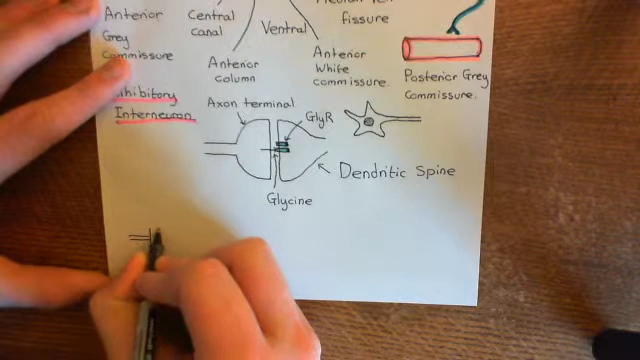 Anterior
Grey
Commissure
Central
canal
Ventral
fissure
Anterior
column
Anterior
White
commissure.
Posterior Grey
Commissure.
Interneuron
Axon terminal
GlyR
Dendritic Spine
Glycine